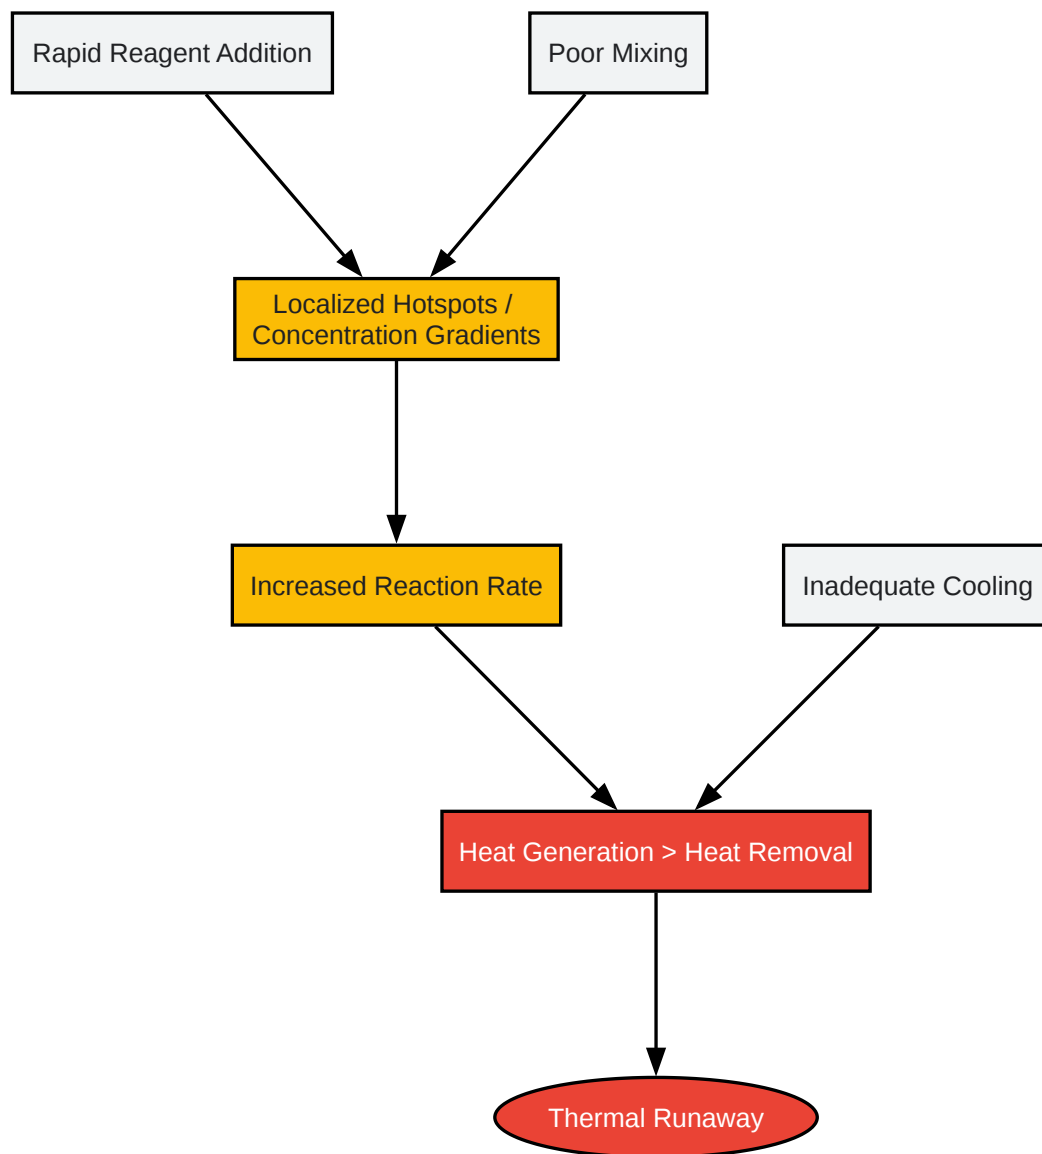 Rapid Reagent Addition
Poor Mixing
Localized Hotspots /
Concentration Gradients
Increased Reaction Rate
Inadequate Cooling
Heat Generation > Heat Removal
Thermal Runaway